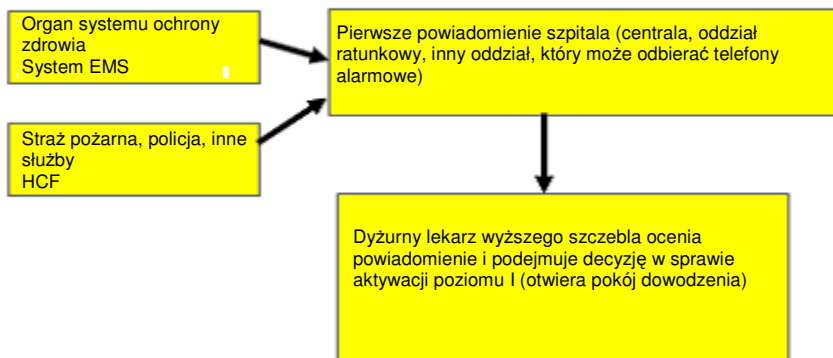 Organ systemu ochrony
zdrowia
System EMS
Pierwsze powiadomienie szpitala (centrala, oddział
ratunkowy, inny oddział, który może odbierać telefony
alarmowe)
Straż pożarna, policja, inne
służby
HCF
Dyżurny lekarz wyższego szczebla ocenia
powiadomienie i podejmuje decyzję w sprawie
aktywacji poziomu I (otwiera pokój dowodzenia)